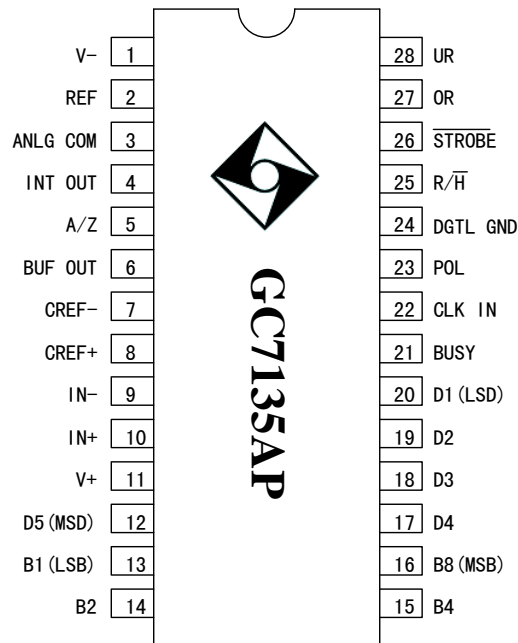 V- 1 28 UR
REF 2 27 OR
ANLG COM 3 26 S̅T̅R̅O̅B̅E̅
INT OUT 4 25 R/H̅
A/Z 5 24 DGTL GND
BUF OUT 6 23 POL
CREF- 7 22 CLK IN
CREF+ 8 21 BUSY
IN- 9 20 D1(LSD)
IN+ 10 19 D2
V+ 11 18 D3
D5(MSD) 12 17 D4
B1(LSB) 13 16 B8(MSB)
B2 14 15 B4
GC7135AP